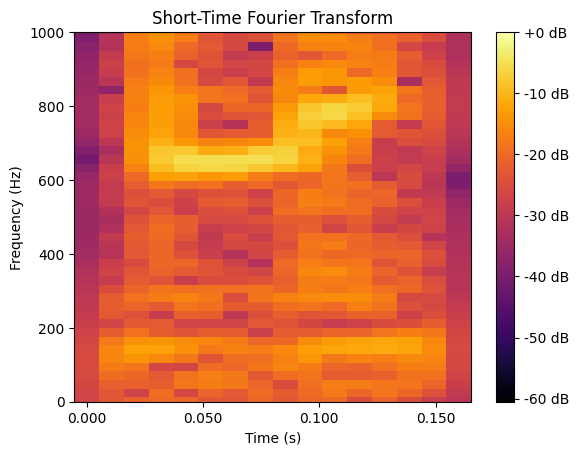 Short-Time Fourier Transform
1000
800
600
400
200
0
Frequency (Hz)
0.000
0.050
0.100
0.150
Time (s)
+0 dB
-10 dB
-20 dB
-30 dB
-40 dB
-50 dB
-60 dB